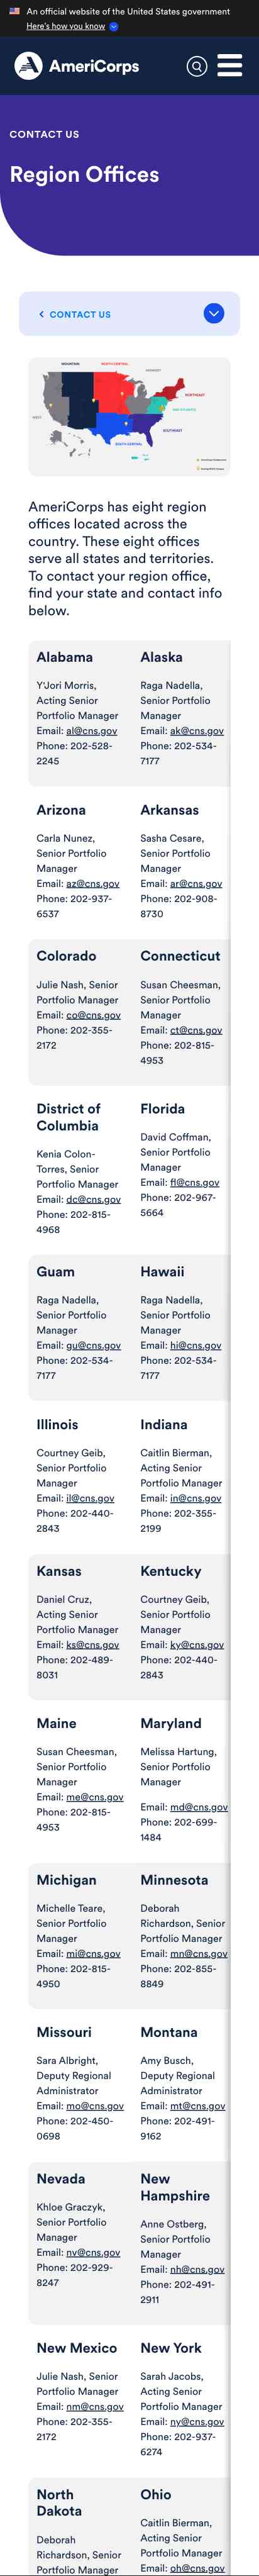 An official website of the United States government
Here's how you know
AmeriCorps
CONTACT US
Region Offices
CONTACT US
MOUNTAIN
NORTH CENTRAL
MIDWEST
NORTHEAST
WEST
MID-ATLANTIC
SOUTHEAST
SOUTH CENTRAL
AmeriCorps has eight region
offices located across the
country. These eight offices
serve all states and territories.
To contact your region office,
find your state and contact info
below.
Alabama
Y'Jori Morris,
Acting Senior
Portfolio Manager
Email: al@cns.gov
Phone: 202-528-
2245
Alaska
Raga Nadella,
Senior Portfolio
Manager
Email: ak@cns.gov
Phone: 202-534-
7177
Arizona
Carla Nunez,
Senior Portfolio
Manager
Email: az@cns.gov
Phone: 202-937-
6537
Arkansas
Sasha Cesare,
Senior Portfolio
Manager
Email: ar@cns.gov
Phone: 202-908-
8730
Colorado
Julie Nash, Senior
Portfolio Manager
Email: co@cns.gov
Phone: 202-355-
2172
Connecticut
Susan Cheesman,
Senior Portfolio
Manager
Email: ct@cns.gov
Phone: 202-815-
4953
District of
Columbia
Kenia Colon-
Torres, Senior
Portfolio Manager
Email: dc@cns.gov
Phone: 202-815-
4968
Florida
David Coffman,
Senior Portfolio
Manager
Email: fl@cns.gov
Phone: 202-967-
5664
Guam
Raga Nadella,
Senior Portfolio
Manager
Email: gu@cns.gov
Phone: 202-534-
7177
Hawaii
Raga Nadella,
Senior Portfolio
Manager
Email: hi@cns.gov
Phone: 202-534-
7177
Illinois
Courtney Geib,
Senior Portfolio
Manager
Email: il@cns.gov
Phone: 202-440-
2843
Indiana
Caitlin Bierman,
Acting Senior
Portfolio Manager
Email: in@cns.gov
Phone: 202-355-
2199
Kansas
Daniel Cruz,
Acting Senior
Portfolio Manager
Email: ks@cns.gov
Phone: 202-489-
8031
Kentucky
Courtney Geib,
Senior Portfolio
Manager
Email: ky@cns.gov
Phone: 202-440-
2843
Maine
Susan Cheesman,
Senior Portfolio
Manager
Email: me@cns.gov
Phone: 202-815-
4953
Maryland
Melissa Hartung,
Senior Portfolio
Manager
Email: md@cns.gov
Phone: 202-699-
1484
Michigan
Michelle Teare,
Senior Portfolio
Manager
Email: mi@cns.gov
Phone: 202-815-
4950
Minnesota
Deborah
Richardson, Senior
Portfolio Manager
Email: mn@cns.gov
Phone: 202-855-
8849
Missouri
Sara Albright,
Deputy Regional
Administrator
Email: mo@cns.gov
Phone: 202-450-
0698
Montana
Amy Busch,
Deputy Regional
Administrator
Email: mt@cns.gov
Phone: 202-491-
9162
Nevada
Khloe Graczyk,
Senior Portfolio
Manager
Email: nv@cns.gov
Phone: 202-929-
8247
New
Hampshire
Anne Ostberg,
Senior Portfolio
Manager
Email: nh@cns.gov
Phone: 202-491-
2911
New Mexico
Julie Nash, Senior
Portfolio Manager
Email: nm@cns.gov
Phone: 202-355-
2172
New York
Sarah Jacobs,
Acting Senior
Portfolio Manager
Email: ny@cns.gov
Phone: 202-937-
6274
North
Dakota
Deborah
Richardson, Senior
Portfolio Manager
Ohio
Caitlin Bierman,
Acting Senior
Portfolio Manager
Email: oh@cns.gov